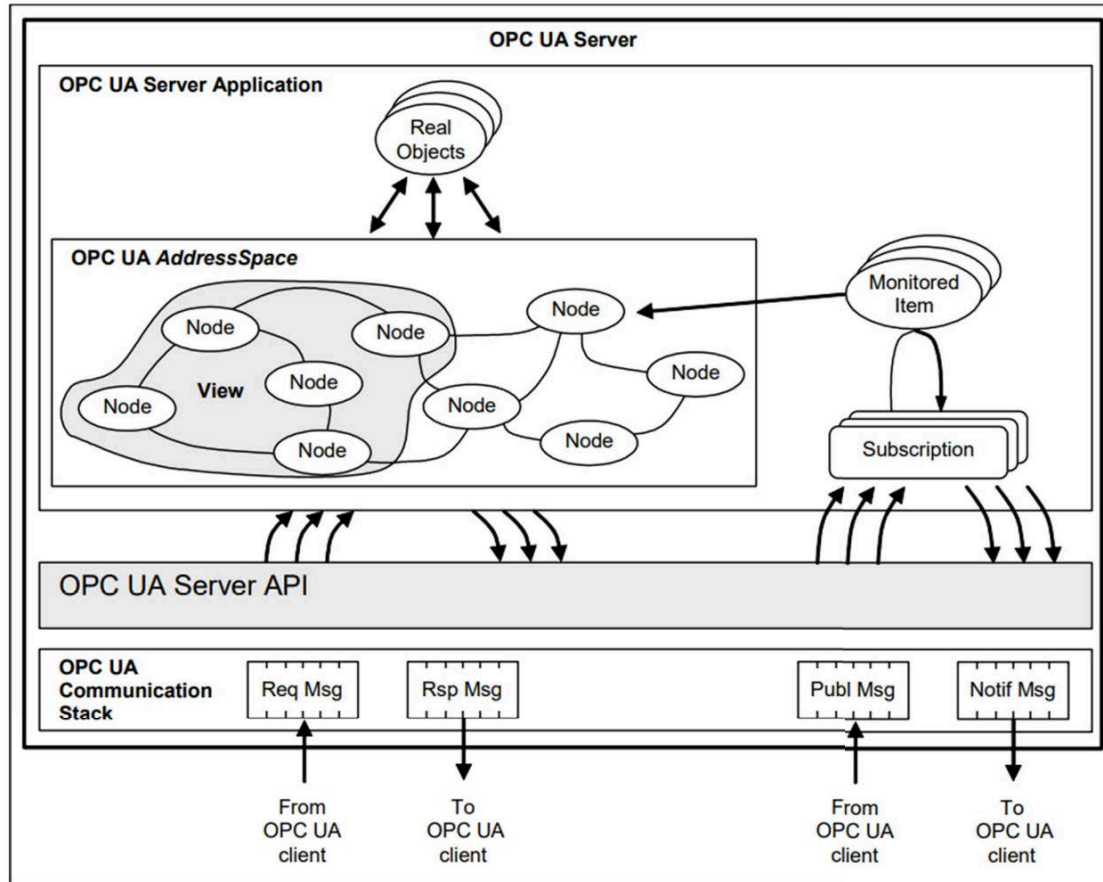 OPC UA Server
OPC UA Server Application
Real
Objects
OPC UA AddressSpace
Monitored
Item
Node
Node
Node
Node
Node
View
Node
Node
Node
Node
Subscription
OPC UA Server API
OPC UA
Communication
Stack
Req Msg
Rsp Msg
Publ Msg
Notif Msg
From
OPC UA
client
To
OPC UA
client
From
OPC UA
client
To
OPC UA
client